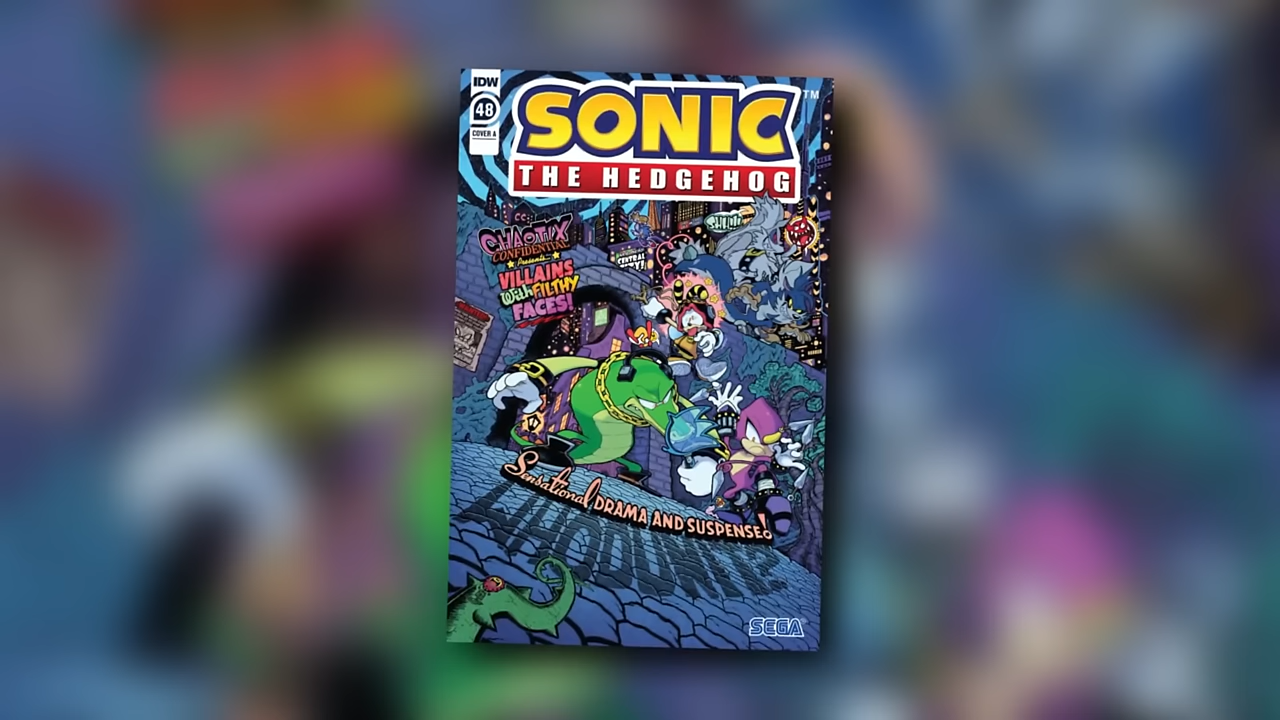 IDW
48
COVER A
SONIC
TM
THE HEDGEHOG
CHAOTIX
CONFIDENTIAL
Presents...
VILLAINS
With FILTHY
FACES!
CENTRAL
CITY!
Sensational DRAMA AND SUSPENSE!
SEGA